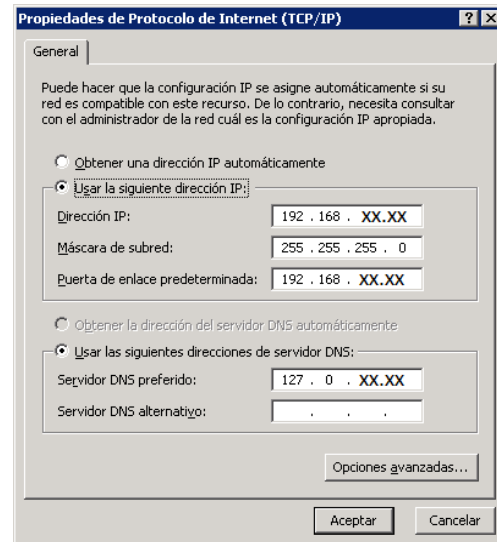 Propiedades de Protocolo de Internet (TCP/IP)
General
Puede hacer que la configuración IP se asigne automáticamente si su
red es compatible con este recurso. De lo contrario, necesita consultar
con el administrador de la red cuál es la configuración IP apropiada.
Obtener una dirección IP automáticamente
Usar la siguiente dirección IP:
Dirección IP: 192 . 168 . XX.XX
Máscara de subred: 255 . 255 . 255 . 0
Puerta de enlace predeterminada: 192 . 168 . XX.XX
Obtener la dirección del servidor DNS automáticamente
Usar las siguientes direcciones de servidor DNS:
Servidor DNS preferido: 127 . 0 . XX.XX
Servidor DNS alternativo: . . .
Opciones avanzadas...
Aceptar Cancelar